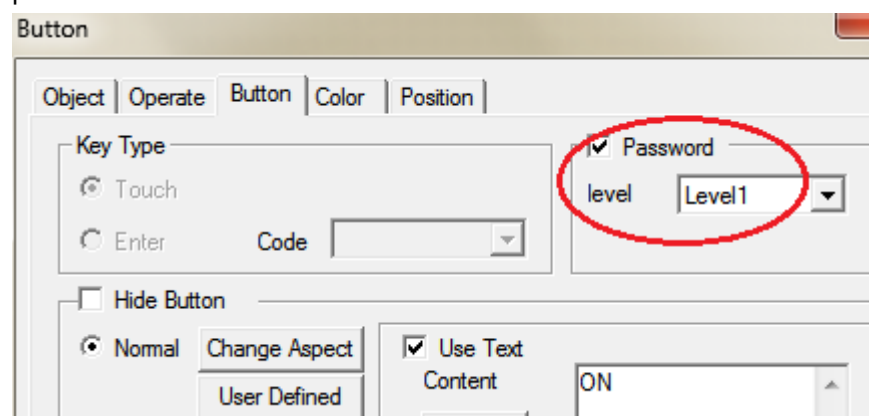 Button
Object Operate Button Color Position
Key Type
Password
Touch
level Level1
Enter Code
Hide Button
Normal Change Aspect Use Text
User Defined Content ON